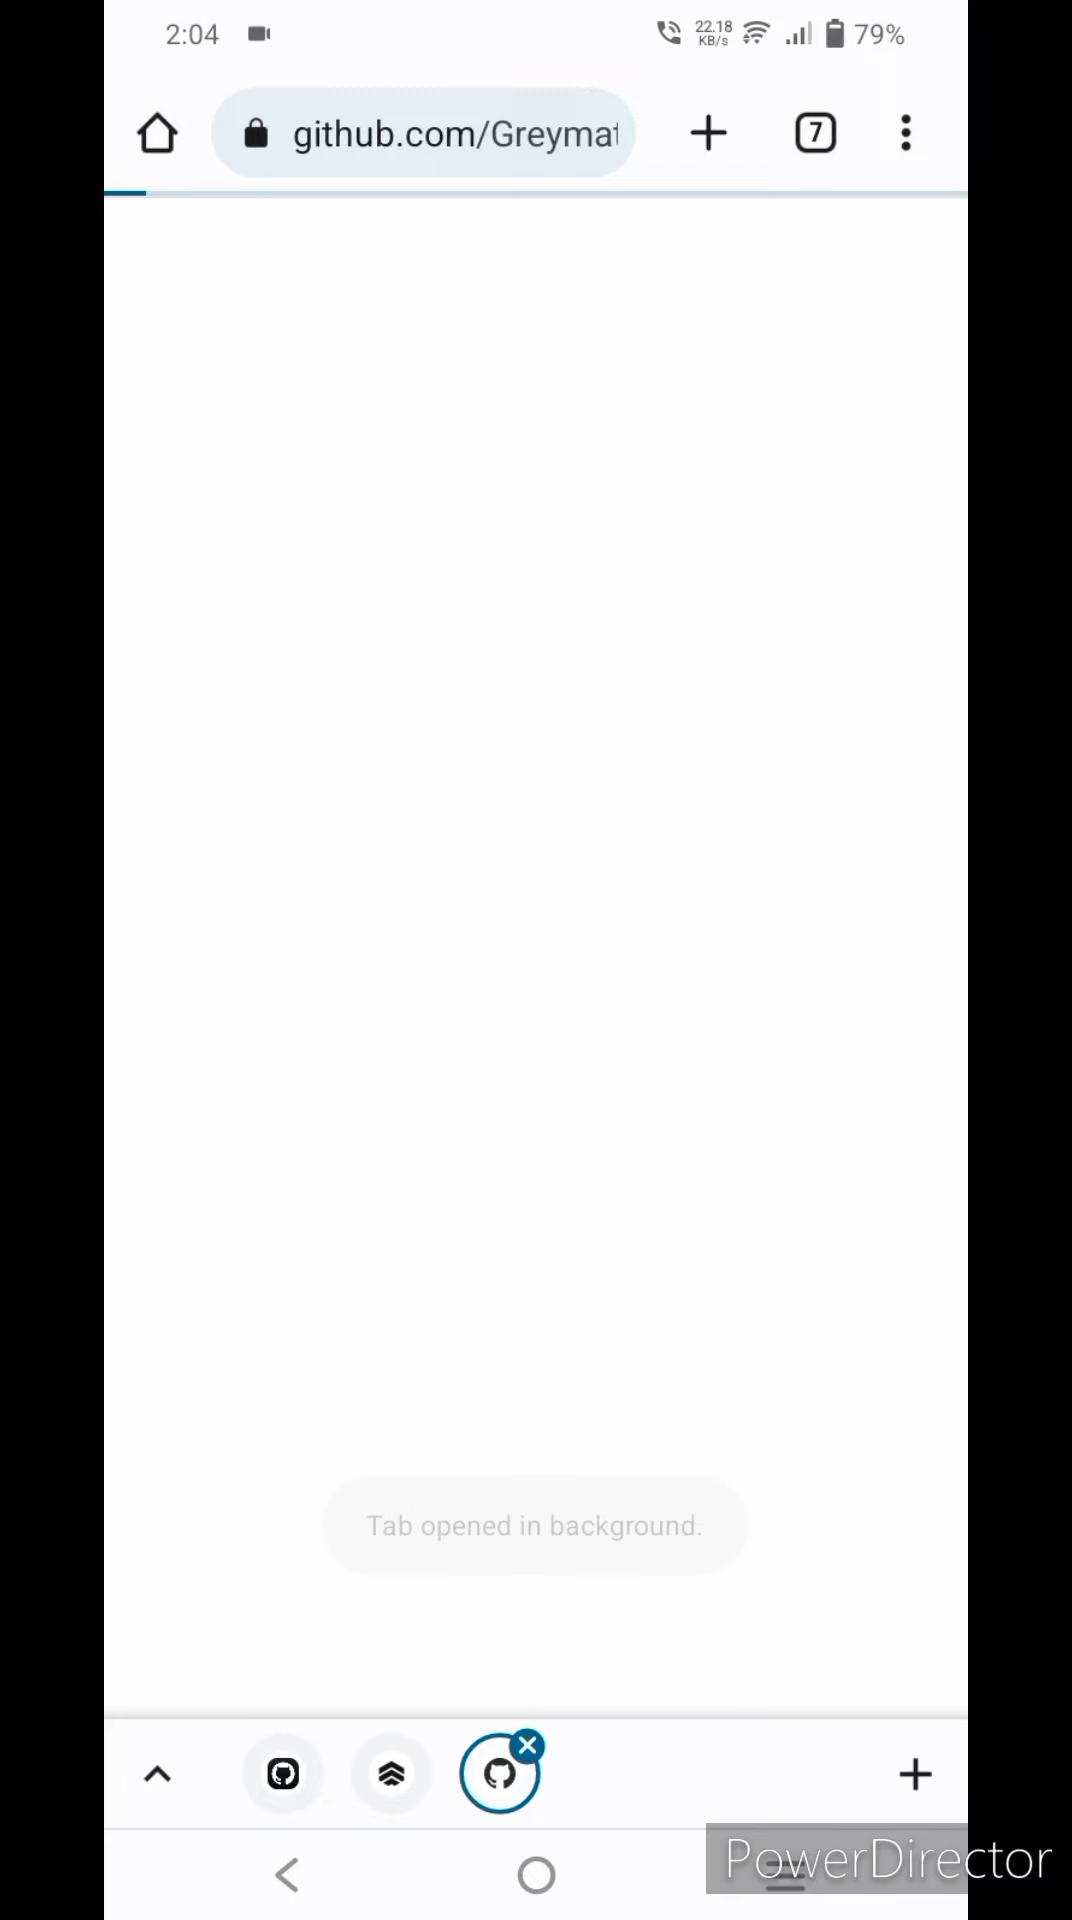 2:04
22.18
KB/s
79%
github.com/Greymat
7
Tab opened in background.
PowerDirector